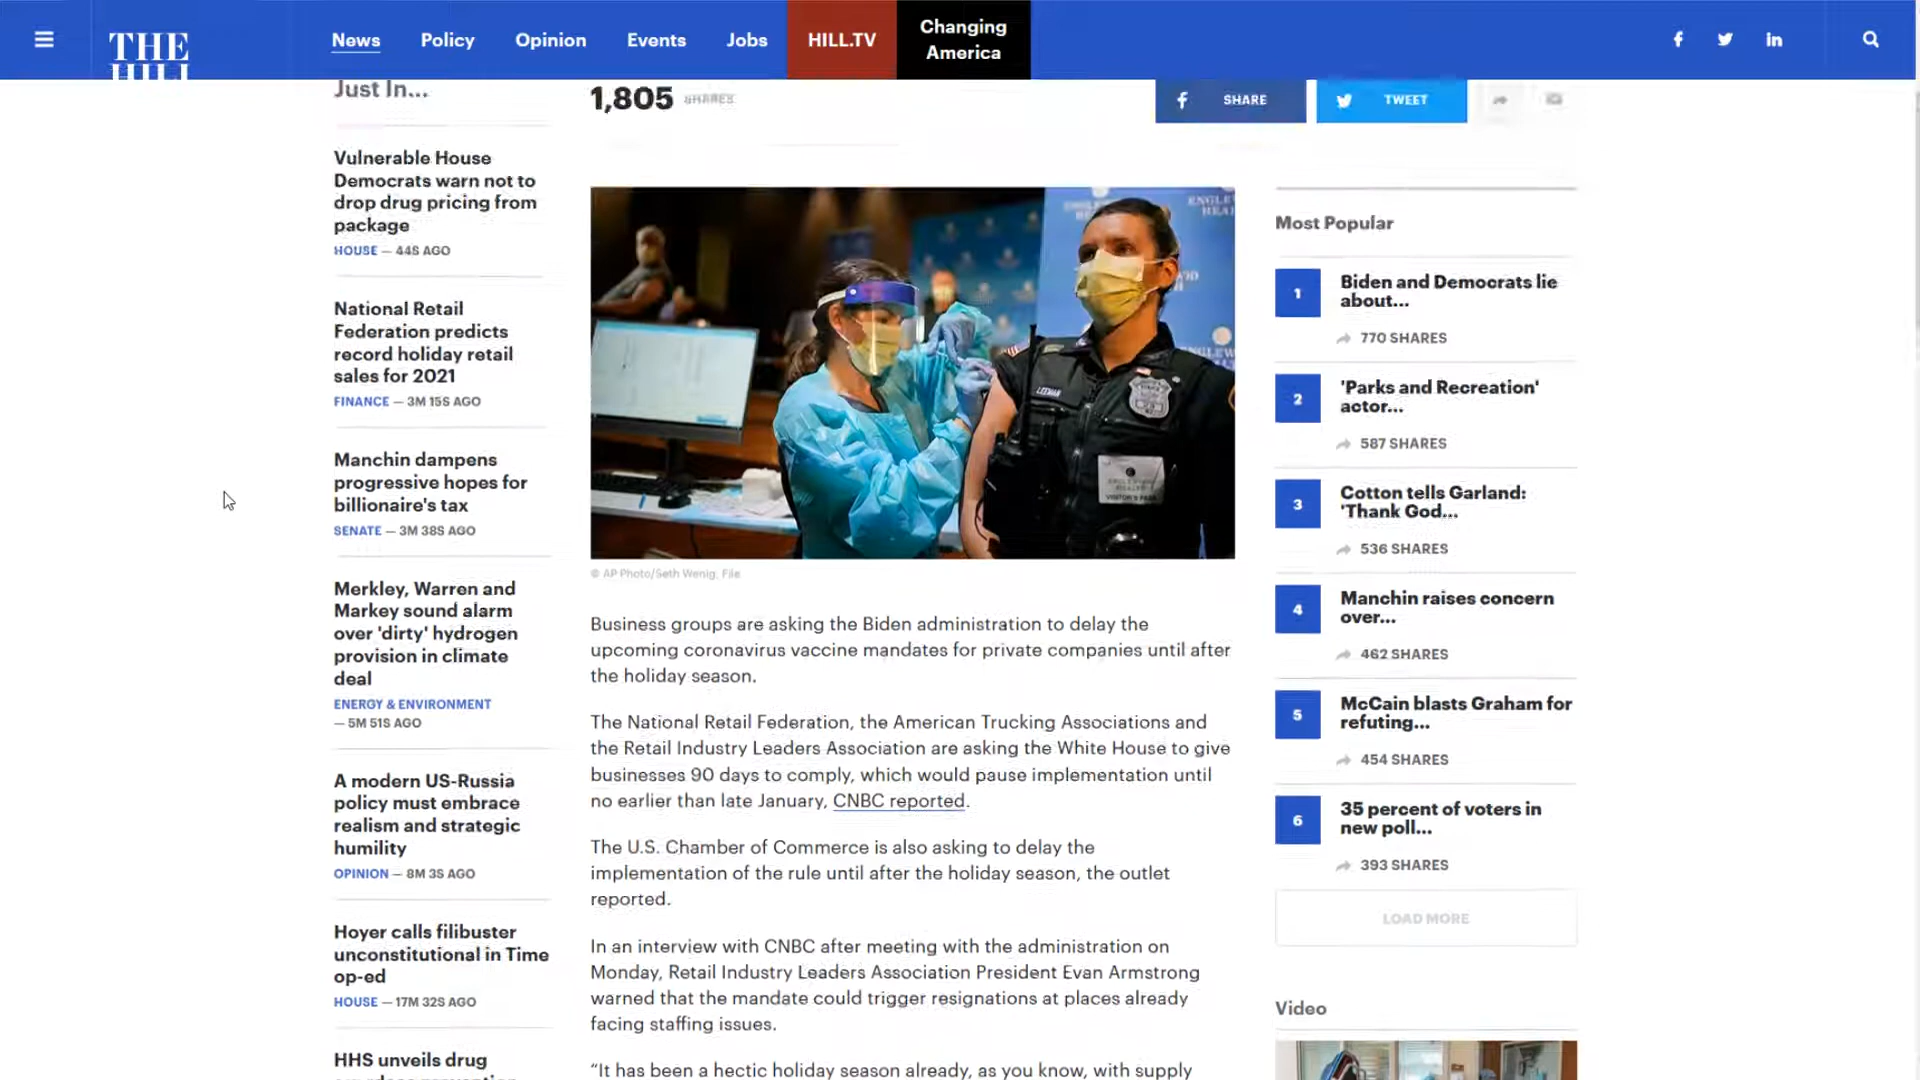 THE
HILL
News
Policy
Opinion
Events
Jobs
HILL.TV
Changing
America
Just In...
Vulnerable House
Democrats warn not to
drop drug pricing from
package
HOUSE — 44S AGO
National Retail
Federation predicts
record holiday retail
sales for 2021
FINANCE — 3M 15S AGO
Manchin dampens
progressive hopes for
billionaire's tax
SENATE — 3M 38S AGO
Merkley, Warren and
Markey sound alarm
over 'dirty' hydrogen
provision in climate
deal
ENERGY & ENVIRONMENT
— 5M 51S AGO
A modern US-Russia
policy must embrace
realism and strategic
humility
OPINION — 8M 3S AGO
Hoyer calls filibuster
unconstitutional in Time
op-ed
HOUSE — 17M 32S AGO
HHS unveils drug
1,805 SHARES
SHARE
TWEET
© AP Photo/Seth Wenig, File
Business groups are asking the Biden administration to delay the
upcoming coronavirus vaccine mandates for private companies until after
the holiday season.
The National Retail Federation, the American Trucking Associations and
the Retail Industry Leaders Association are asking the White House to give
businesses 90 days to comply, which would pause implementation until
no earlier than late January, CNBC reported.
The U.S. Chamber of Commerce is also asking to delay the
implementation of the rule until after the holiday season, the outlet
reported.
In an interview with CNBC after meeting with the administration on
Monday, Retail Industry Leaders Association President Evan Armstrong
warned that the mandate could trigger resignations at places already
facing staffing issues.
“It has been a hectic holiday season already, as you know, with supply
Most Popular
1
Biden and Democrats lie
about...
770 SHARES
2
'Parks and Recreation'
actor...
587 SHARES
3
Cotton tells Garland:
'Thank God...
536 SHARES
4
Manchin raises concern
over...
462 SHARES
5
McCain blasts Graham for
refuting...
454 SHARES
6
35 percent of voters in
new poll...
393 SHARES
LOAD MORE
Video